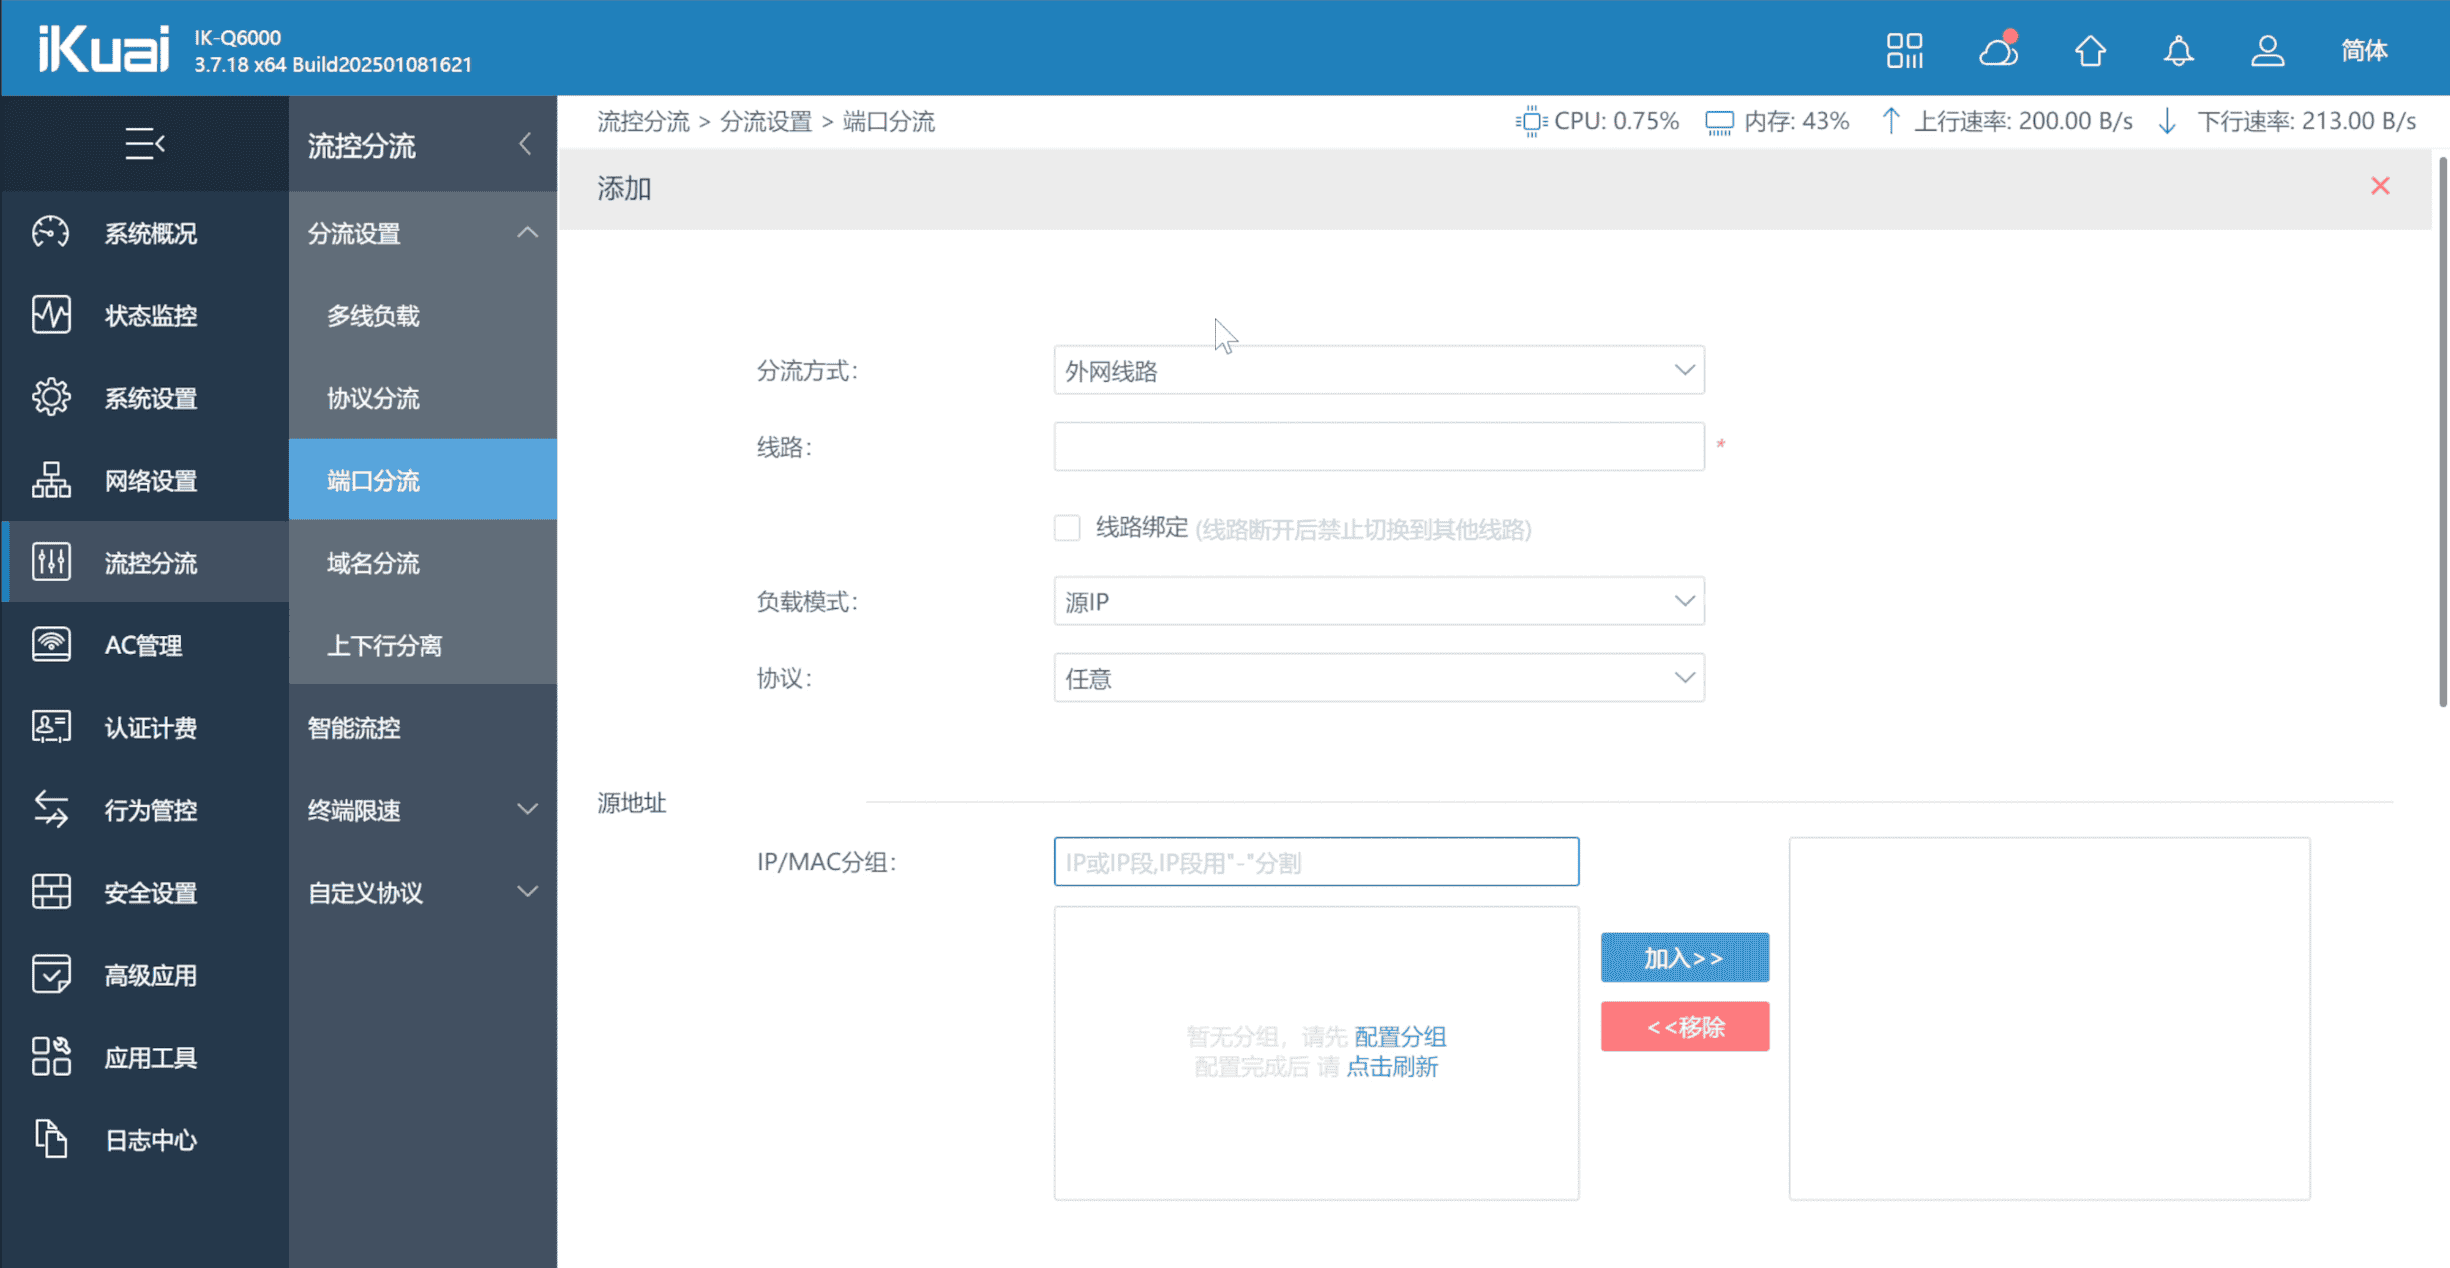 iKuai
IK-Q6000
3.7.18 x64 Build202501081621
简体
流控分流
流控分流 > 分流设置 > 端口分流
CPU: 0.75%
内存: 43%
上行速率: 200.00 B/s
下行速率: 213.00 B/s
添加
系统概况
状态监控
系统设置
网络设置
流控分流
AC管理
认证计费
行为管控
安全设置
高级应用
应用工具
日志中心
分流设置
多线负载
协议分流
端口分流
域名分流
上下行分离
智能流控
终端限速
自定义协议
分流方式:
外网线路
线路:
*
线路绑定 (线路断开后禁止切换到其他线路)
负载模式:
源IP
协议:
任意
源地址
IP/MAC分组:
IP或IP段,IP段用"-"分割
暂无分组，请先 配置分组
配置完成后 请 点击刷新
加入>>
<<移除